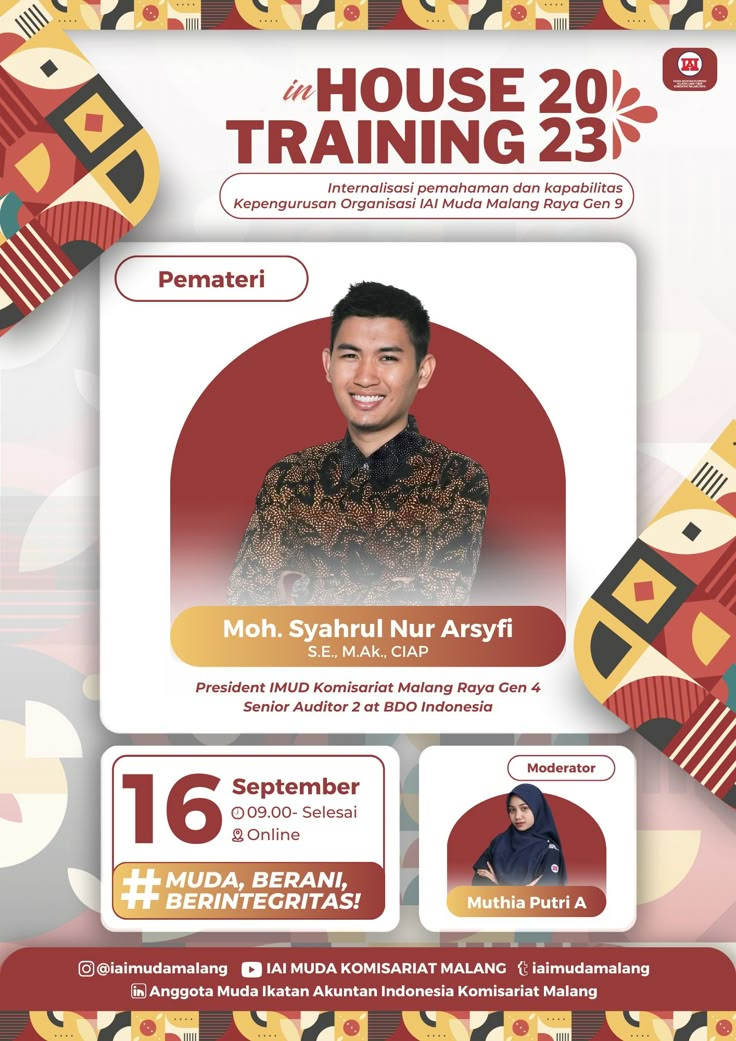 in HOUSE 20
TRAINING 23
IAI
Internalisasi pemahaman dan kapabilitas
Kepengurusan Organisasi IAI Muda Malang Raya Gen 9
Pemateri
Moh. Syahrul Nur Arsyfi
S.E., M.Ak., CIAP
President IMUD Komisariat Malang Raya Gen 4
Senior Auditor 2 at BDO Indonesia
16 September
09.00- Selesai
Online
#MUDA, BERANI,
BERINTEGRITAS!
Moderator
Muthia Putri A
@iaimudamalang IAI MUDA KOMISARIAT MALANG iaimudamalang
in Anggota Muda Ikatan Akuntan Indonesia Komisariat Malang